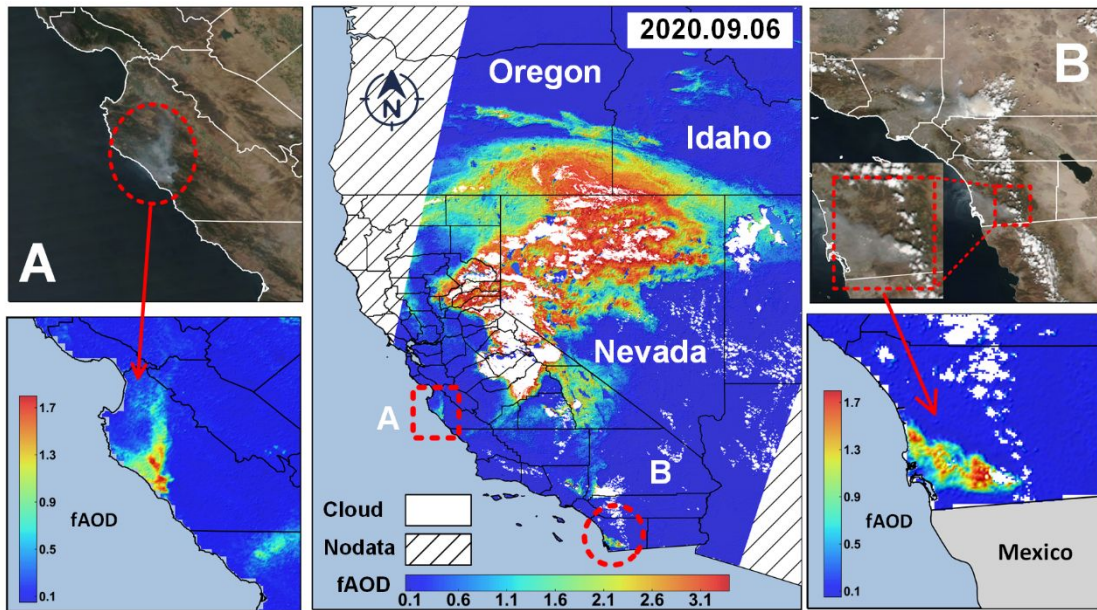 A
1.7
1.3
0.9
0.5
0.1
fAOD
2020.09.06
N
Oregon
Idaho
Nevada
A
B
Cloud
Nodata
fAOD
0.1 0.6 1.1 1.6 2.1 2.6 3.1
B
1.7
1.3
0.9
0.5
0.1
fAOD
Mexico